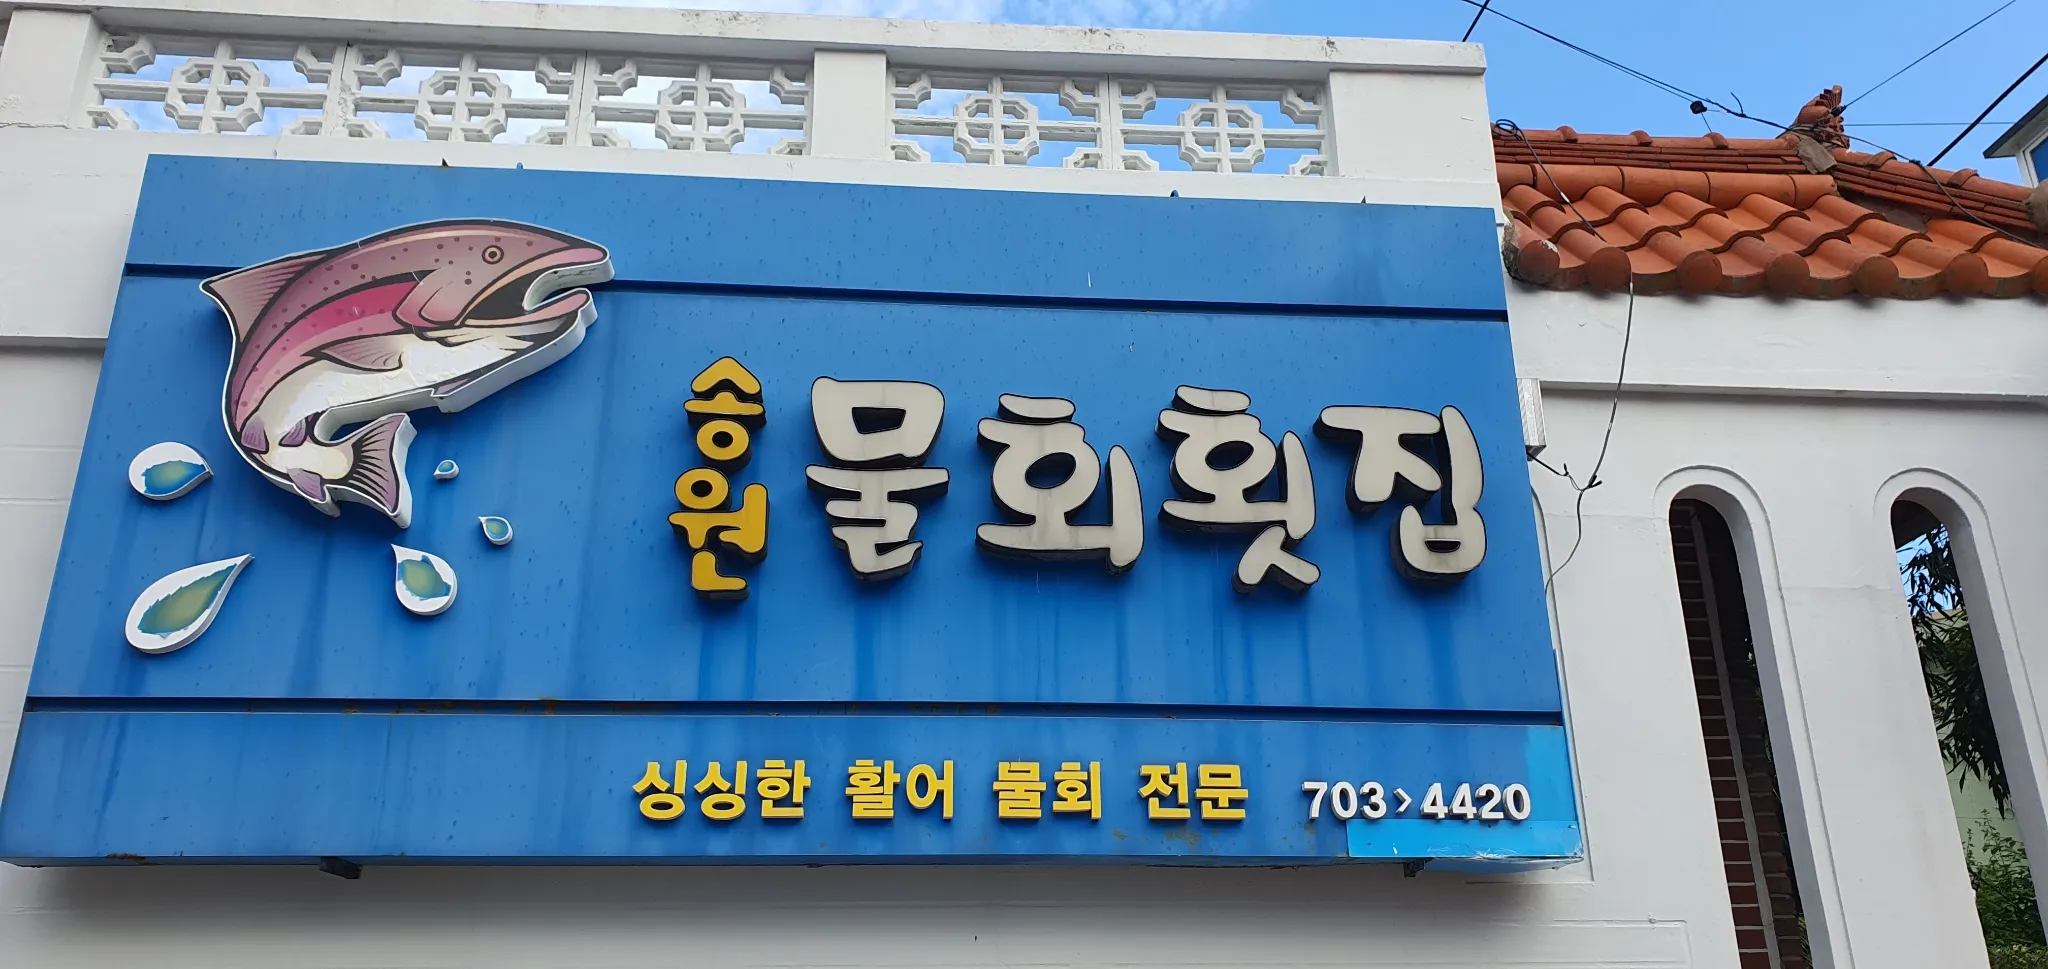 송원 물회횟집
싱싱한 활어 물회 전문 703>4420